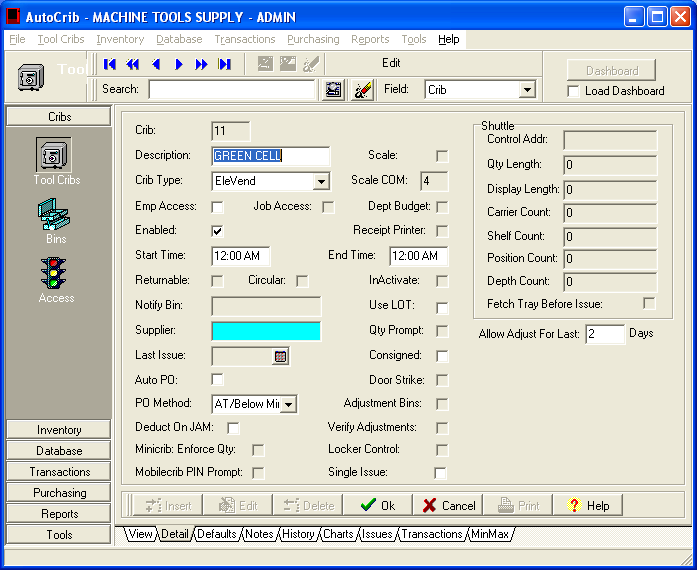 AutoCrib - MACHINE TOOLS SUPPLY - ADMIN
File Tool Cribs Inventory Database Transactions Purchasing Reports Tools Help
Tool
Edit
Dashboard
Search: Field: Crib Load Dashboard
Cribs
Tool Cribs
Bins
Access
Inventory
Database
Transactions
Purchasing
Reports
Tools
Crib: 11
Description: GREEN CELL Scale:
Crib Type: EleVend Scale COM: 4
Emp Access: Job Access: Dept Budget:
Enabled: Receipt Printer:
Start Time: 12:00 AM End Time: 12:00 AM
Returnable: Circular: InActivate:
Notify Bin: Use LOT:
Supplier: Qty Prompt:
Last Issue: Consigned:
Auto PO: Door Strike:
PO Method: AT/Below Min Adjustment Bins:
Deduct On JAM: Verify Adjustments:
Minicrib: Enforce Qty: Locker Control:
Mobilecrib PIN Prompt: Single Issue:
Shuttle
Control Addr:
Qty Length: 0
Display Length: 0
Carrier Count: 0
Shelf Count: 0
Position Count: 0
Depth Count: 0
Fetch Tray Before Issue:
Allow Adjust For Last: 2 Days
Insert Edit Delete Ok Cancel Print Help
View Detail Defaults Notes History Charts Issues Transactions MinMax